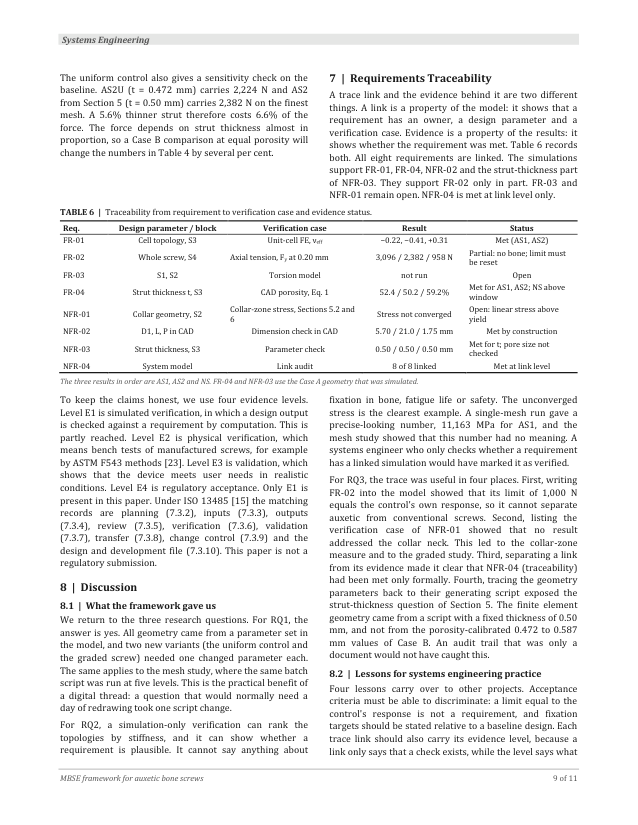 Systems Engineering
The uniform control also gives a sensitivity check on the
baseline. AS2U (t = 0.472 mm) carries 2,224 N and AS2
from Section 5 (t = 0.50 mm) carries 2,382 N on the finest
mesh. A 5.6% thinner strut therefore costs 6.6% of the
force. The force depends on strut thickness almost in
proportion, so a Case B comparison at equal porosity will
change the numbers in Table 4 by several per cent.
7 | Requirements Traceability
A trace link and the evidence behind it are two different
things. A link is a property of the model: it shows that a
requirement has an owner, a design parameter and a
verification case. Evidence is a property of the results: it
shows whether the requirement was met. Table 6 records
both. All eight requirements are linked. The simulations
support FR-01, FR-04, NFR-02 and the strut-thickness part
of NFR-03. They support FR-02 only in part. FR-03 and
NFR-01 remain open. NFR-04 is met at link level only.
TABLE 6 | Traceability from requirement to verification case and evidence status.
Req. Design parameter / block Verification case Result Status
FR-01 Cell topology, S3 Unit-cell FE, νeff −0.22, −0.41, +0.31 Met (AS1, AS2)
FR-02 Whole screw, S4 Axial tension, Fy at 0.20 mm 3,096 / 2,382 / 958 N Partial: no bone; limit must
be reset
FR-03 S1, S2 Torsion model not run Open
FR-04 Strut thickness t, S3 CAD porosity, Eq. 1 52.4 / 50.2 / 59.2% Met for AS1, AS2; NS above
window
NFR-01 Collar geometry, S2 Collar-zone stress, Sections 5.2 and
6 Stress not converged Open: linear stress above
yield
NFR-02 D1, L, P in CAD Dimension check in CAD 5.70 / 21.0 / 1.75 mm Met by construction
NFR-03 Strut thickness, S3 Parameter check 0.50 / 0.50 / 0.50 mm Met for t; pore size not
checked
NFR-04 System model Link audit 8 of 8 linked Met at link level
The three results in order are AS1, AS2 and NS. FR-04 and NFR-03 use the Case A geometry that was simulated.
To keep the claims honest, we use four evidence levels.
Level E1 is simulated verification, in which a design output
is checked against a requirement by computation. This is
partly reached. Level E2 is physical verification, which
means bench tests of manufactured screws, for example
by ASTM F543 methods [23]. Level E3 is validation, which
shows that the device meets user needs in realistic
conditions. Level E4 is regulatory acceptance. Only E1 is
present in this paper. Under ISO 13485 [15] the matching
records are planning (7.3.2), inputs (7.3.3), outputs
(7.3.4), review (7.3.5), verification (7.3.6), validation
(7.3.7), transfer (7.3.8), change control (7.3.9) and the
design and development file (7.3.10). This paper is not a
regulatory submission.
8 | Discussion
8.1 | What the framework gave us
We return to the three research questions. For RQ1, the
answer is yes. All geometry came from a parameter set in
the model, and two new variants (the uniform control and
the graded screw) needed one changed parameter each.
The same applies to the mesh study, where the same batch
script was run at five levels. This is the practical benefit of
a digital thread: a question that would normally need a
day of redrawing took one script change.
For RQ2, a simulation-only verification can rank the
topologies by stiffness, and it can show whether a
requirement is plausible. It cannot say anything about
fixation in bone, fatigue life or safety. The unconverged
stress is the clearest example. A single-mesh run gave a
precise-looking number, 11,163 MPa for AS1, and the
mesh study showed that this number had no meaning. A
systems engineer who only checks whether a requirement
has a linked simulation would have marked it as verified.
For RQ3, the trace was useful in four places. First, writing
FR-02 into the model showed that its limit of 1,000 N
equals the control's own response, so it cannot separate
auxetic from conventional screws. Second, listing the
verification case of NFR-01 showed that no result
addressed the collar neck. This led to the collar-zone
measure and to the graded study. Third, separating a link
from its evidence made it clear that NFR-04 (traceability)
had been met only formally. Fourth, tracing the geometry
parameters back to their generating script exposed the
strut-thickness question of Section 5. The finite element
geometry came from a script with a fixed thickness of 0.50
mm, and not from the porosity-calibrated 0.472 to 0.587
mm values of Case B. An audit trail that was only a
document would not have caught this.
8.2 | Lessons for systems engineering practice
Four lessons carry over to other projects. Acceptance
criteria must be able to discriminate: a limit equal to the
control's response is not a requirement, and fixation
targets should be stated relative to a baseline design. Each
trace link should also carry its evidence level, because a
link only says that a check exists, while the level says what
MBSE framework for auxetic bone screws
9 of 11